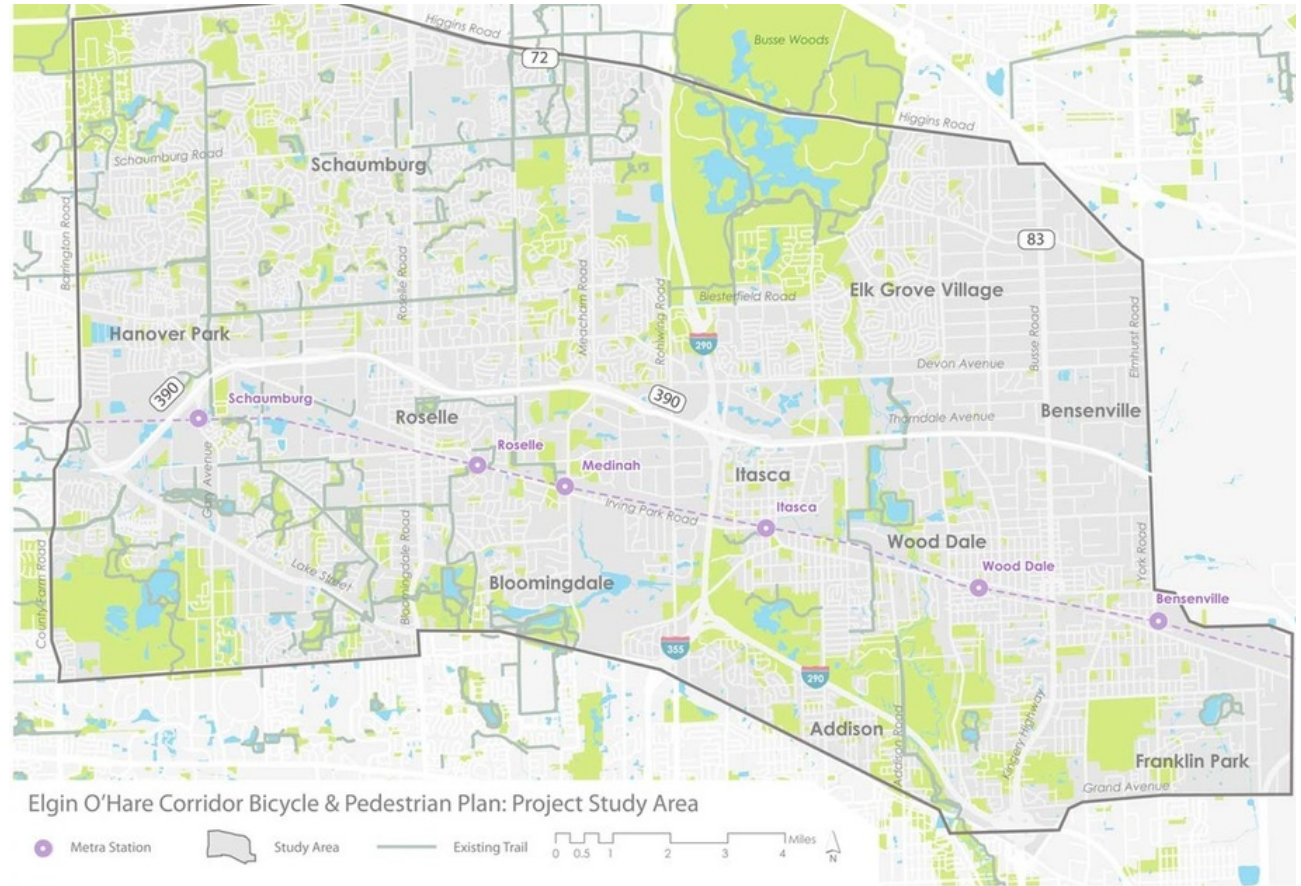 Higgins Road
72
Busse Woods
Higgins Road
Schaumburg Road
Schaumburg
Barrington Road
83
Roselle Road
Meacham Road
Rohlwing Road
Biesterfield Road
Elk Grove Village
Busse Road
Elmhurst Road
Hanover Park
290
Devon Avenue
390
Schaumburg
390
Roselle
Thorndale Avenue
Bensenville
Roselle
Medinah
Itasca
Gary Avenue
Irving Park Road
Itasca
Wood Dale
Bloomingdale Road
York Road
Lake Street
Bloomingdale
Wood Dale
County Farm Road
Bensenville
355
290
Addison
Addison Road
Kingery Highway
Franklin Park
Grand Avenue
Elgin O'Hare Corridor Bicycle & Pedestrian Plan: Project Study Area
Metra Station
Study Area
Existing Trail
0 0.5 1 2 3 4 Miles
N